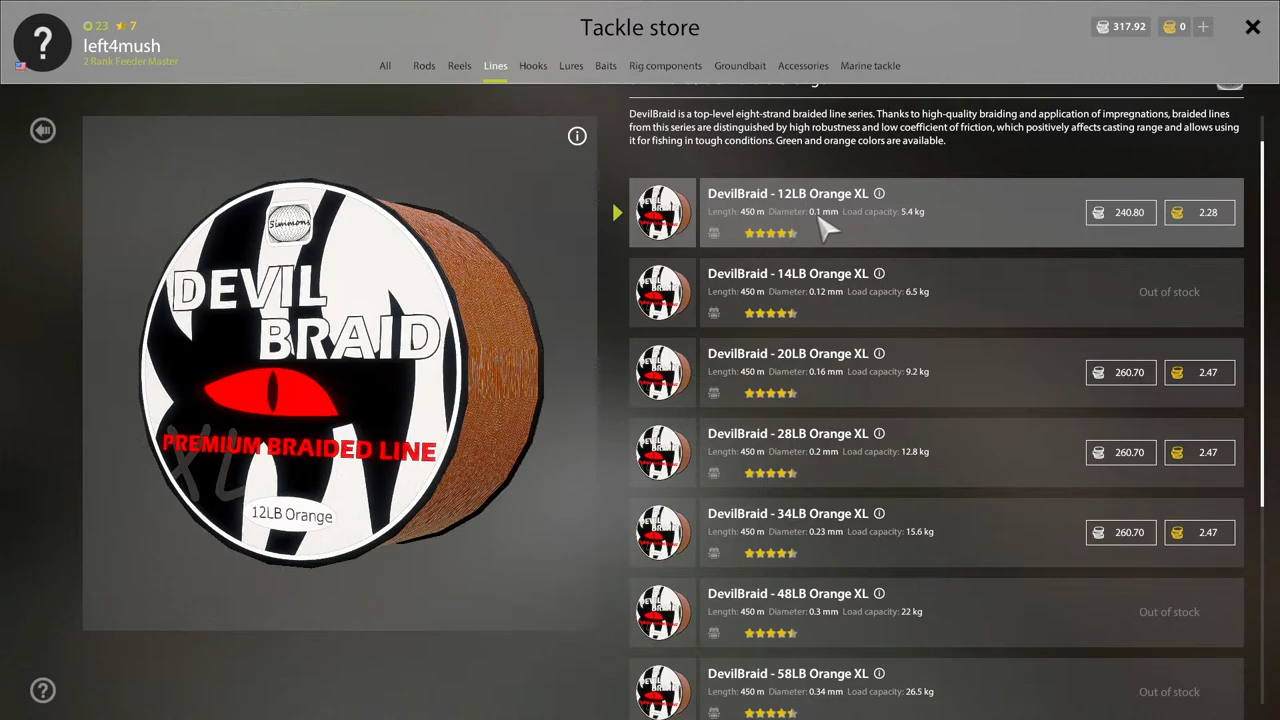 23 7
left4mush
2 Rank Feeder Master
Tackle store
317.92 0 +
All Rods Reels Lines Hooks Lures Baits Rig components Groundbait Accessories Marine tackle
DevilBraid is a top-level eight-strand braided line series. Thanks to high-quality braiding and application of impregnations, braided lines
from this series are distinguished by high robustness and low coefficient of friction, which positively affects casting range and allows using
it for fishing in tough conditions. Green and orange colors are available.
Simmons
DEVIL
BRAID
PREMIUM BRAIDED LINE
XL
12LB Orange
DevilBraid - 12LB Orange XL
Length: 450 m Diameter: 0.1 mm Load capacity: 5.4 kg
240.80 2.28
DevilBraid - 14LB Orange XL
Length: 450 m Diameter: 0.12 mm Load capacity: 6.5 kg
Out of stock
DevilBraid - 20LB Orange XL
Length: 450 m Diameter: 0.16 mm Load capacity: 9.2 kg
260.70 2.47
DevilBraid - 28LB Orange XL
Length: 450 m Diameter: 0.2 mm Load capacity: 12.8 kg
260.70 2.47
DevilBraid - 34LB Orange XL
Length: 450 m Diameter: 0.23 mm Load capacity: 15.6 kg
260.70 2.47
DevilBraid - 48LB Orange XL
Length: 450 m Diameter: 0.3 mm Load capacity: 22 kg
Out of stock
DevilBraid - 58LB Orange XL
Length: 450 m Diameter: 0.34 mm Load capacity: 26.5 kg
Out of stock